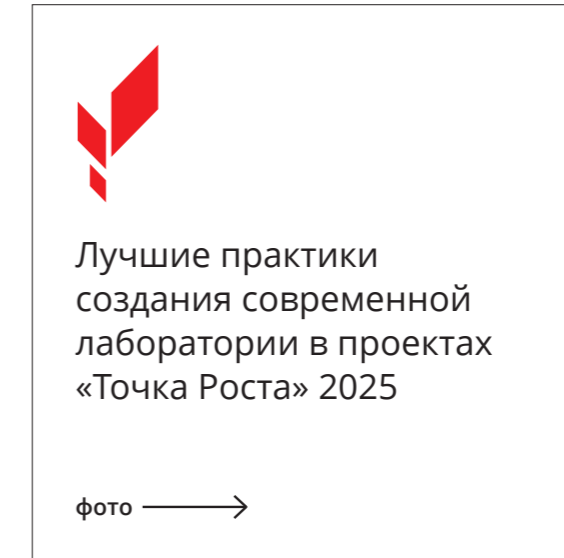 Лучшие практики
создания современной
лаборатории в проектах
«Точка Роста» 2025
фото